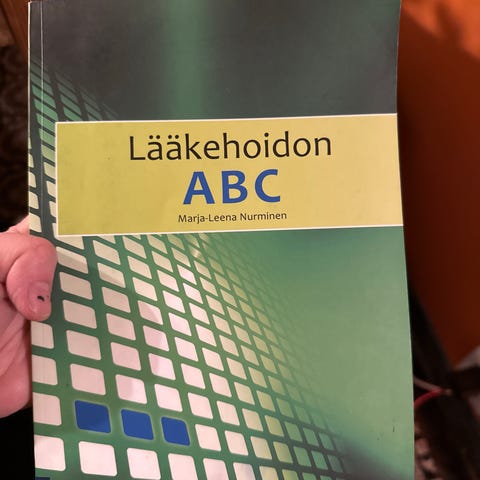 Lääkehoidon
ABC
Marja-Leena Nurminen